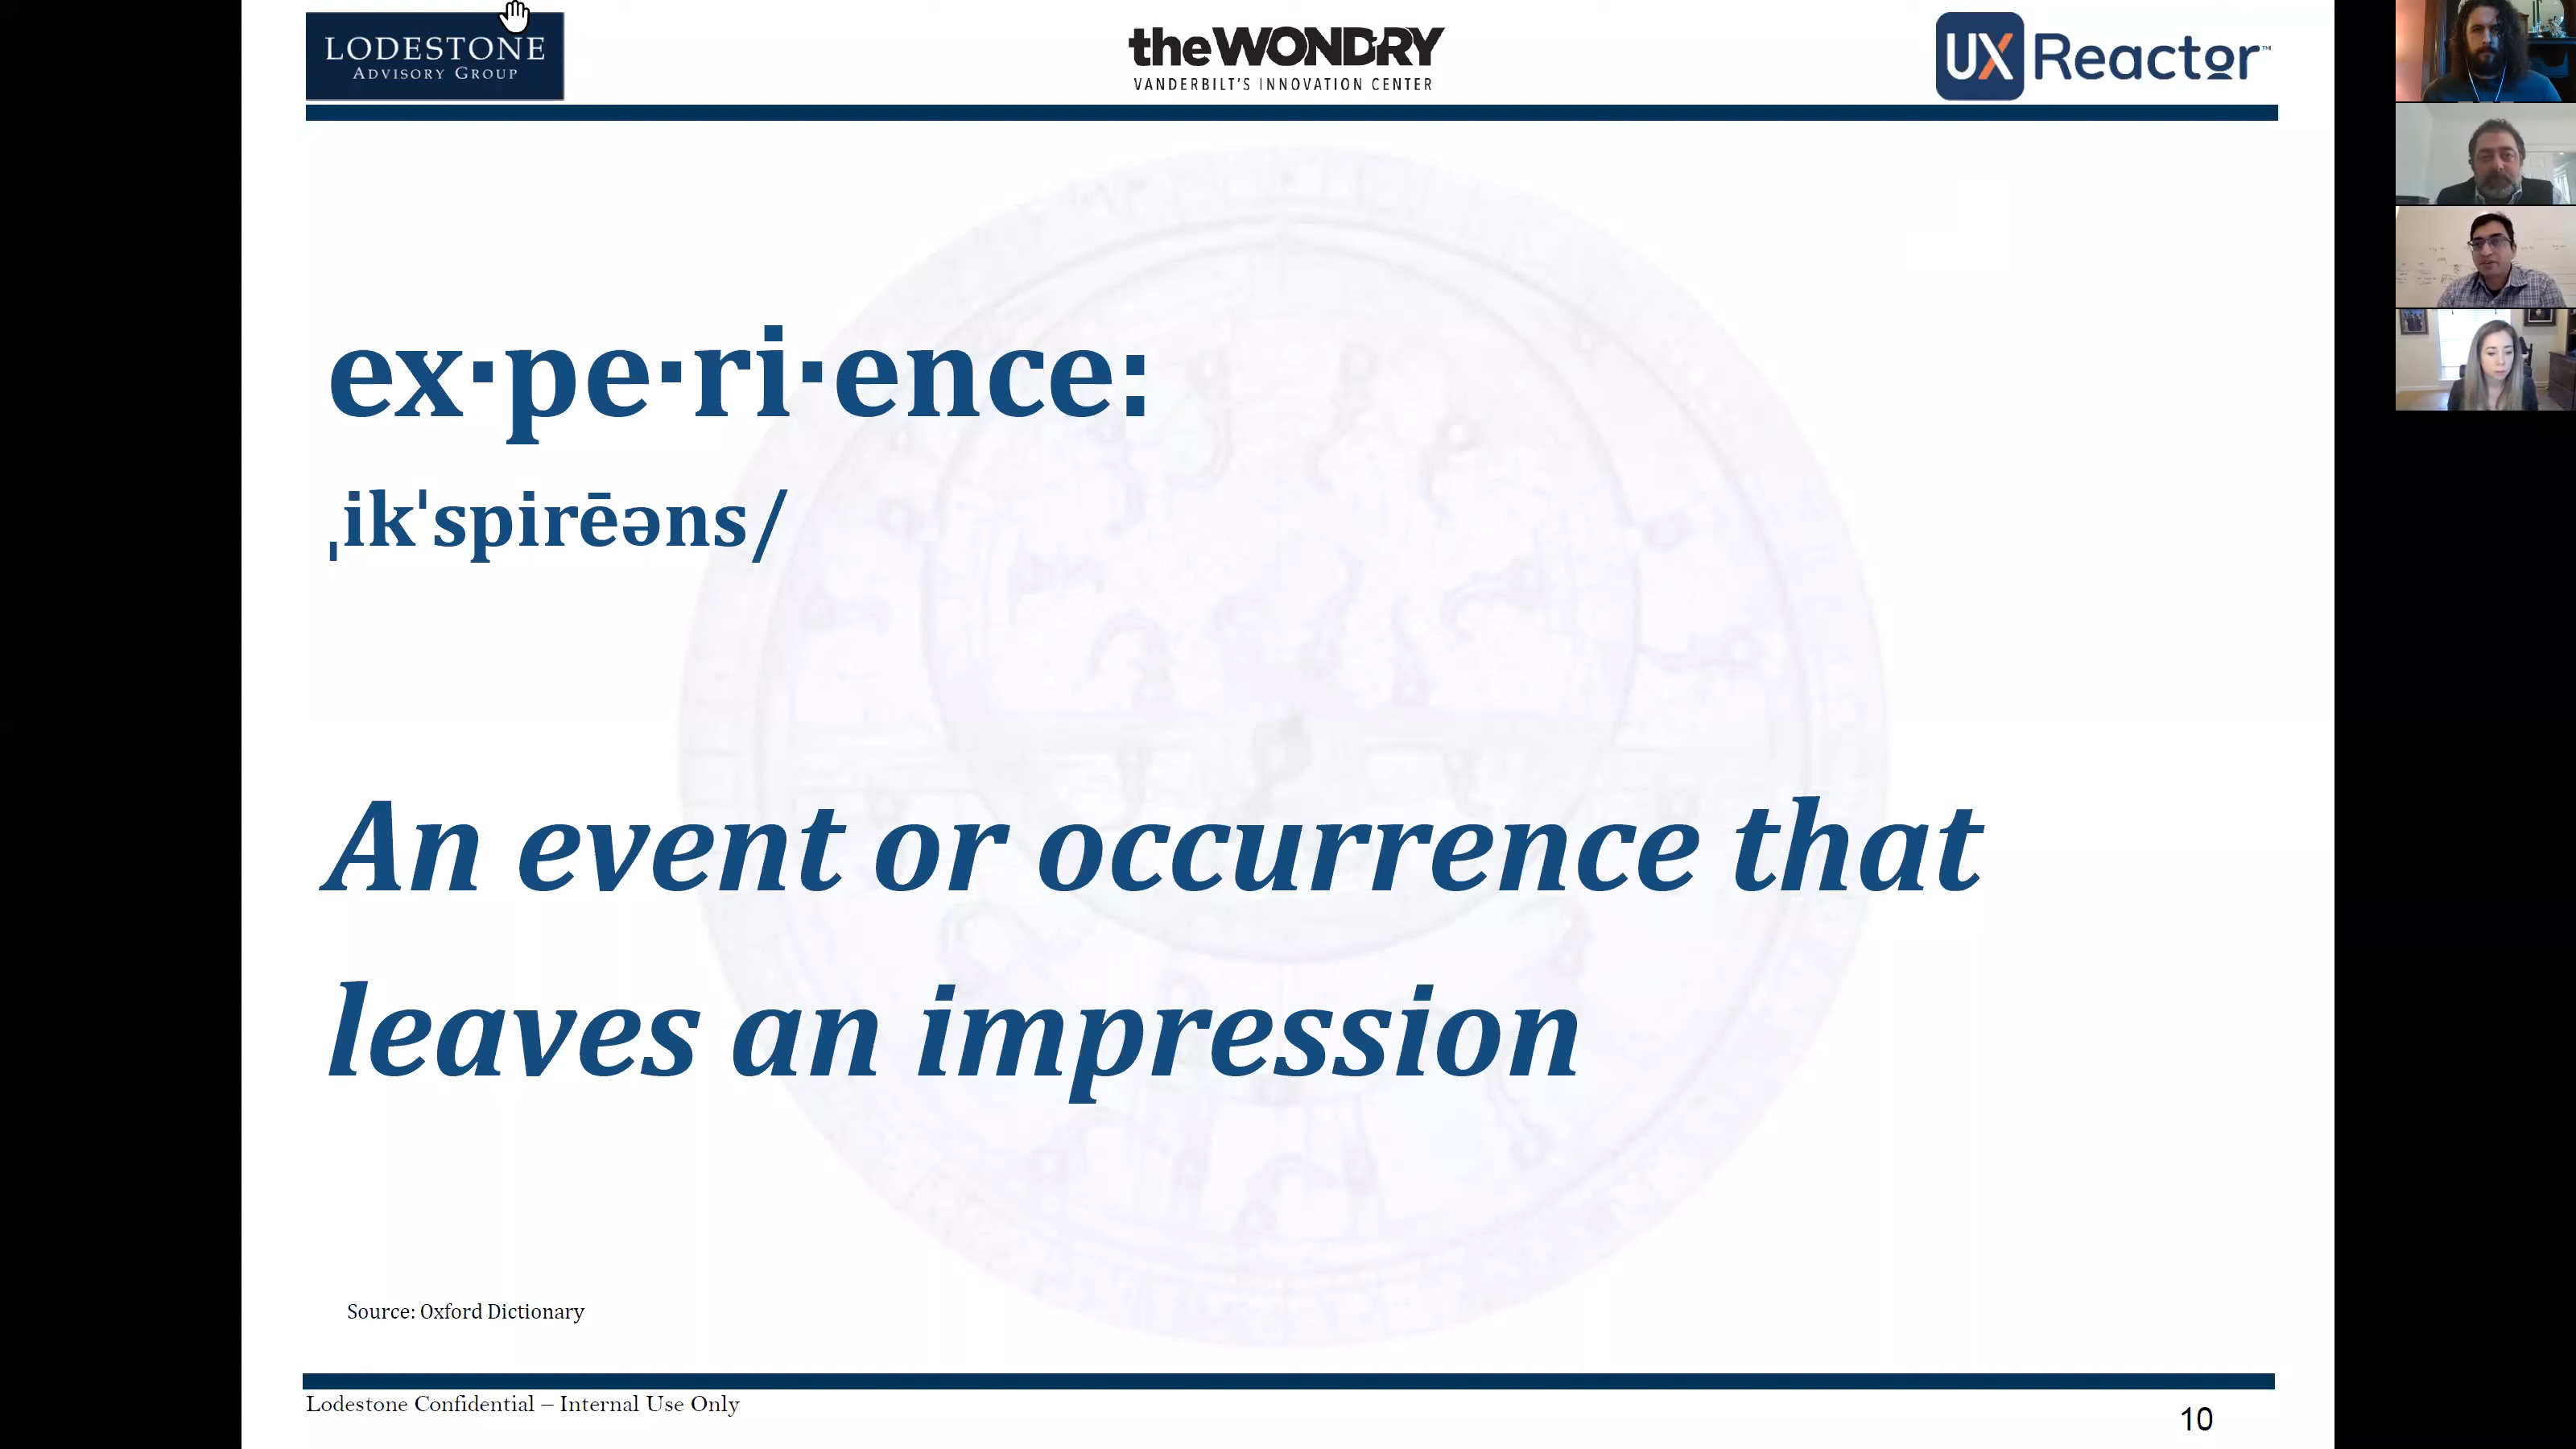 LODESTONE
ADVISORY GROUP
theWONDRY
VANDERBILT'S INNOVATION CENTER
UX Reactor™
ex·pe·ri·ence:
ˌikˈspirēəns/
An event or occurrence that
leaves an impression
Source: Oxford Dictionary
Lodestone Confidential – Internal Use Only
10